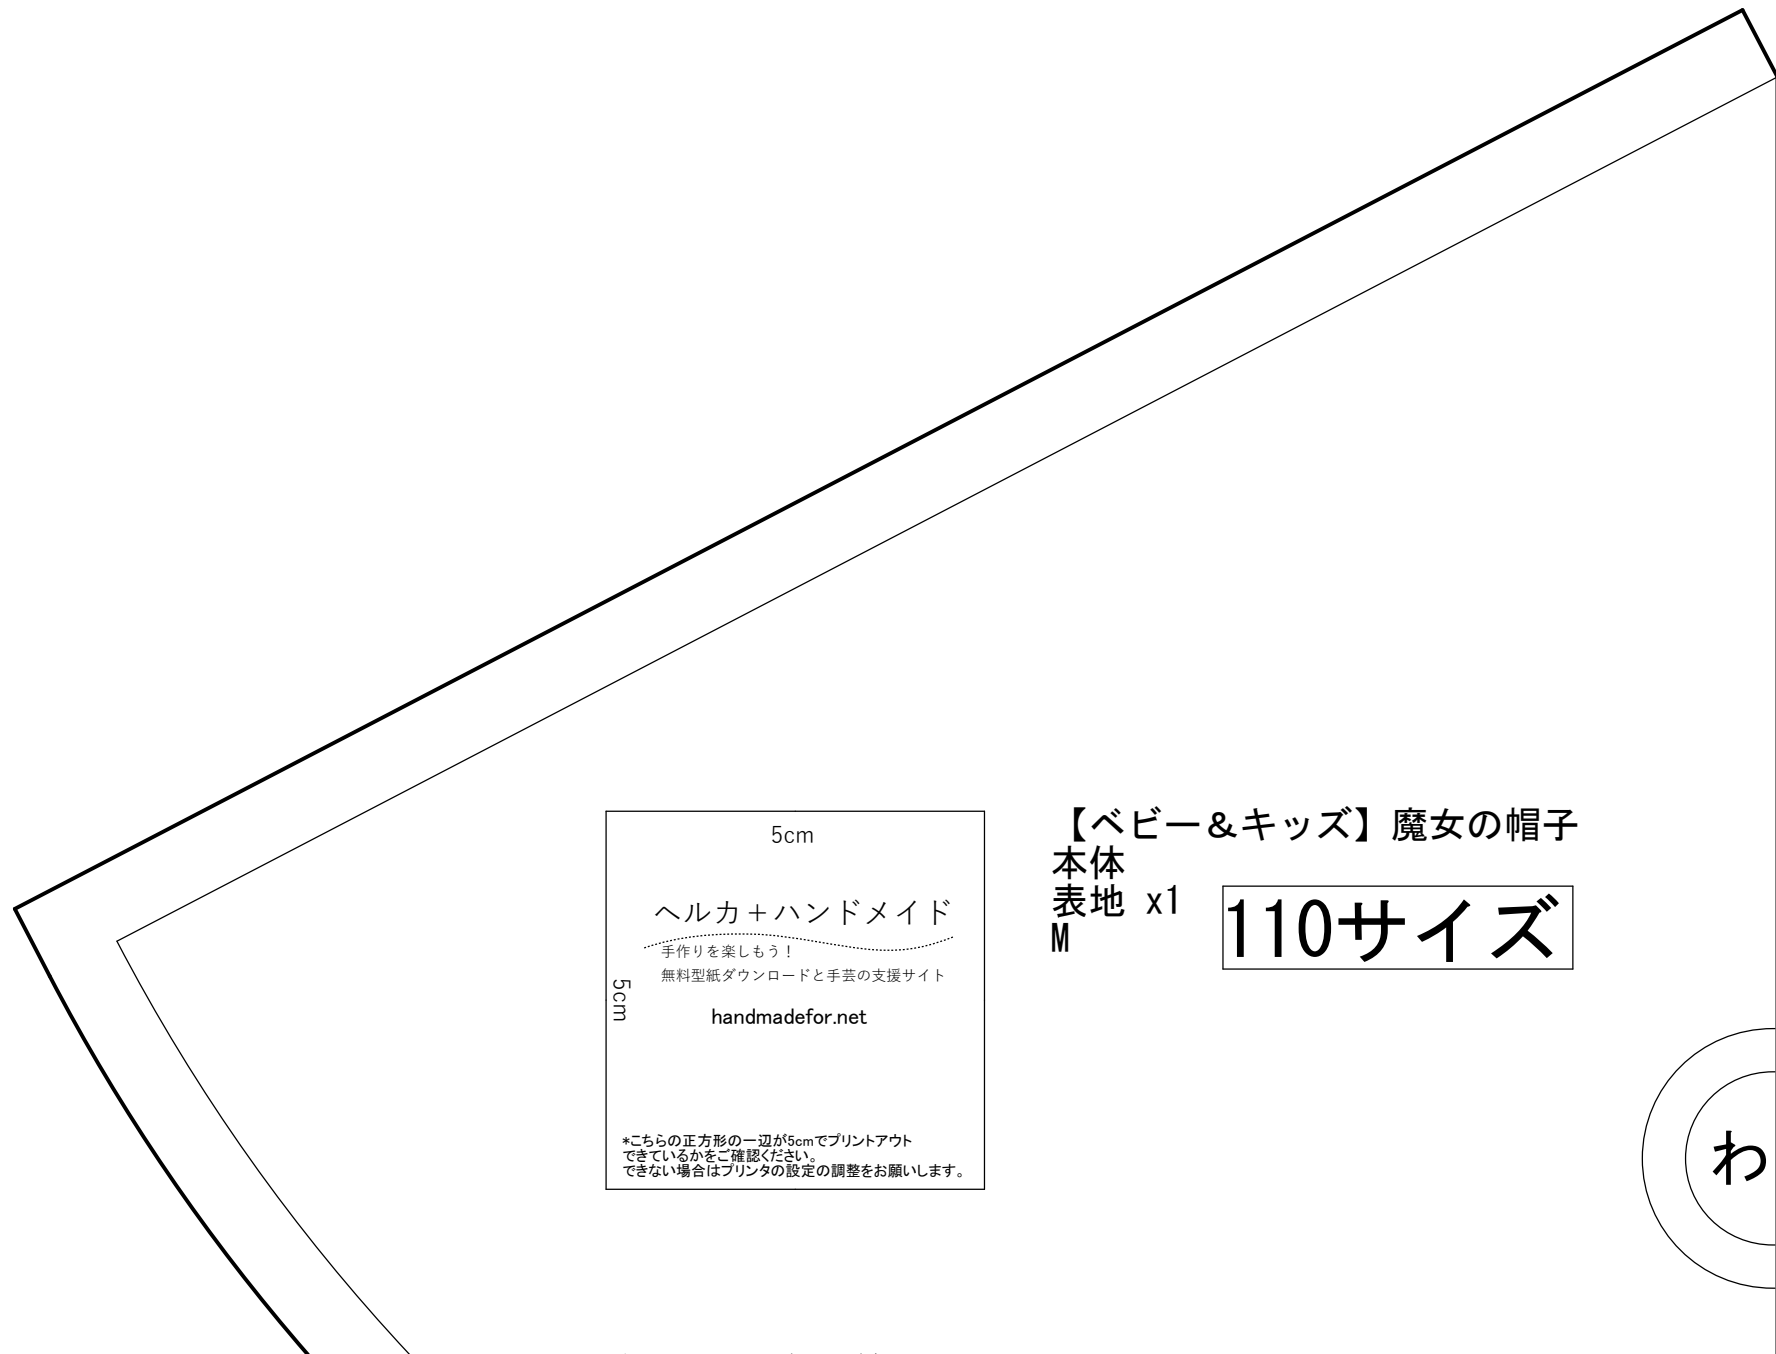 5cm
ヘルカ＋ハンドメイド
手作りを楽しもう！
無料型紙ダウンロードと手芸の支援サイト
5cm
handmadefor.net
*こちらの正方形の一辺が5cmでプリントアウト
できているかをご確認ください。
できない場合はプリンタの設定の調整をお願いします。
【ベビー＆キッズ】魔女の帽子
本体
表地 x1
M
110サイズ
わ